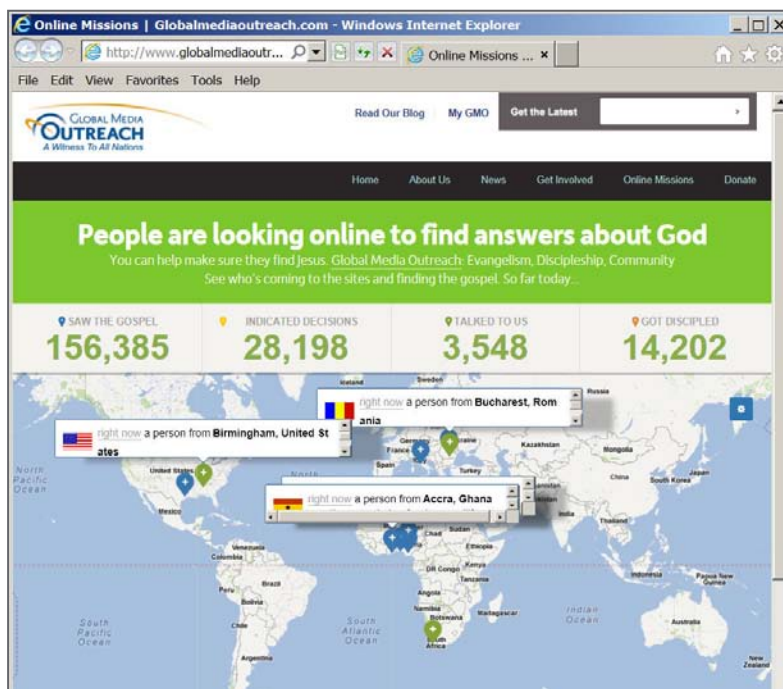 Online Missions | Globalmediaoutreach.com - Windows Internet Explorer
http://www.globalmediaoutr...
Online Missions ...
File Edit View Favorites Tools Help
GLOBAL MEDIA
OUTREACH
A Witness To All Nations
Read Our Blog My GMO Get the Latest
Home About Us News Get Involved Online Missions Donate
People are looking online to find answers about God
You can help make sure they find Jesus. Global Media Outreach: Evangelism, Discipleship, Community
See who's coming to the sites and finding the gospel. So far today...
SAW THE GOSPEL INDICATED DECISIONS TALKED TO US GOT DISCIPLED
156,385 28,198 3,548 14,202
Iceland Sweden
Russia
right now a person from Bucharest, Rom
ania
right now a person from Birmingham, United St
ates
Germany
France
Kazakhstan
Mongolia
Spain
Turkey
North
Pacific
Ocean
United States
China
Japan
South Korea
right now a person from Accra, Ghana
Mexico
India
Thailand
Chad Sudan
Ethiopia
Venezuela
Colombia
Kenya
DR Congo
Tanzania
Indonesia
Papua New
Guinea
Peru
Brazil
Angola
Bolivia
Namibia
Botswana
Madagascar
South
Pacific
Ocean
Chile
South
Atlantic
Ocean
Indian
Ocean
Australia
South
Africa
Argentina
New
Zealand